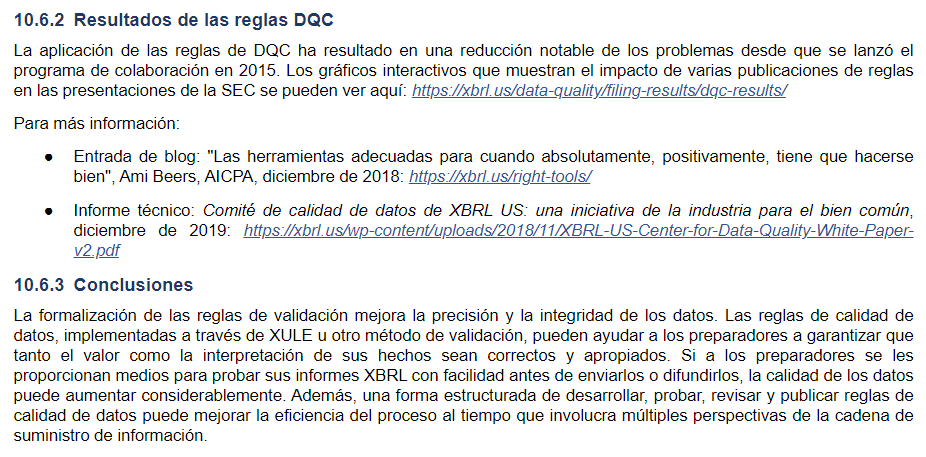 10.6.2 Resultados de las reglas DQC
La aplicación de las reglas de DQC ha resultado en una reducción notable de los problemas desde que se lanzó el
programa de colaboración en 2015. Los gráficos interactivos que muestran el impacto de varias publicaciones de reglas
en las presentaciones de la SEC se pueden ver aquí: https://xbrl.us/data-quality/filing-results/dqc-results/
Para más información:
● Entrada de blog: "Las herramientas adecuadas para cuando absolutamente, positivamente, tiene que hacerse
bien", Ami Beers, AICPA, diciembre de 2018: https://xbrl.us/right-tools/
● Informe técnico: Comité de calidad de datos de XBRL US: una iniciativa de la industria para el bien común,
diciembre de 2019: https://xbrl.us/wp-content/uploads/2018/11/XBRL-US-Center-for-Data-Quality-White-Paper-
v2.pdf
10.6.3 Conclusiones
La formalización de las reglas de validación mejora la precisión y la integridad de los datos. Las reglas de calidad de
datos, implementadas a través de XULE u otro método de validación, pueden ayudar a los preparadores a garantizar que
tanto el valor como la interpretación de sus hechos sean correctos y apropiados. Si a los preparadores se les
proporcionan medios para probar sus informes XBRL con facilidad antes de enviarlos o difundirlos, la calidad de los datos
puede aumentar considerablemente. Además, una forma estructurada de desarrollar, probar, revisar y publicar reglas de
calidad de datos puede mejorar la eficiencia del proceso al tiempo que involucra múltiples perspectivas de la cadena de
suministro de información.